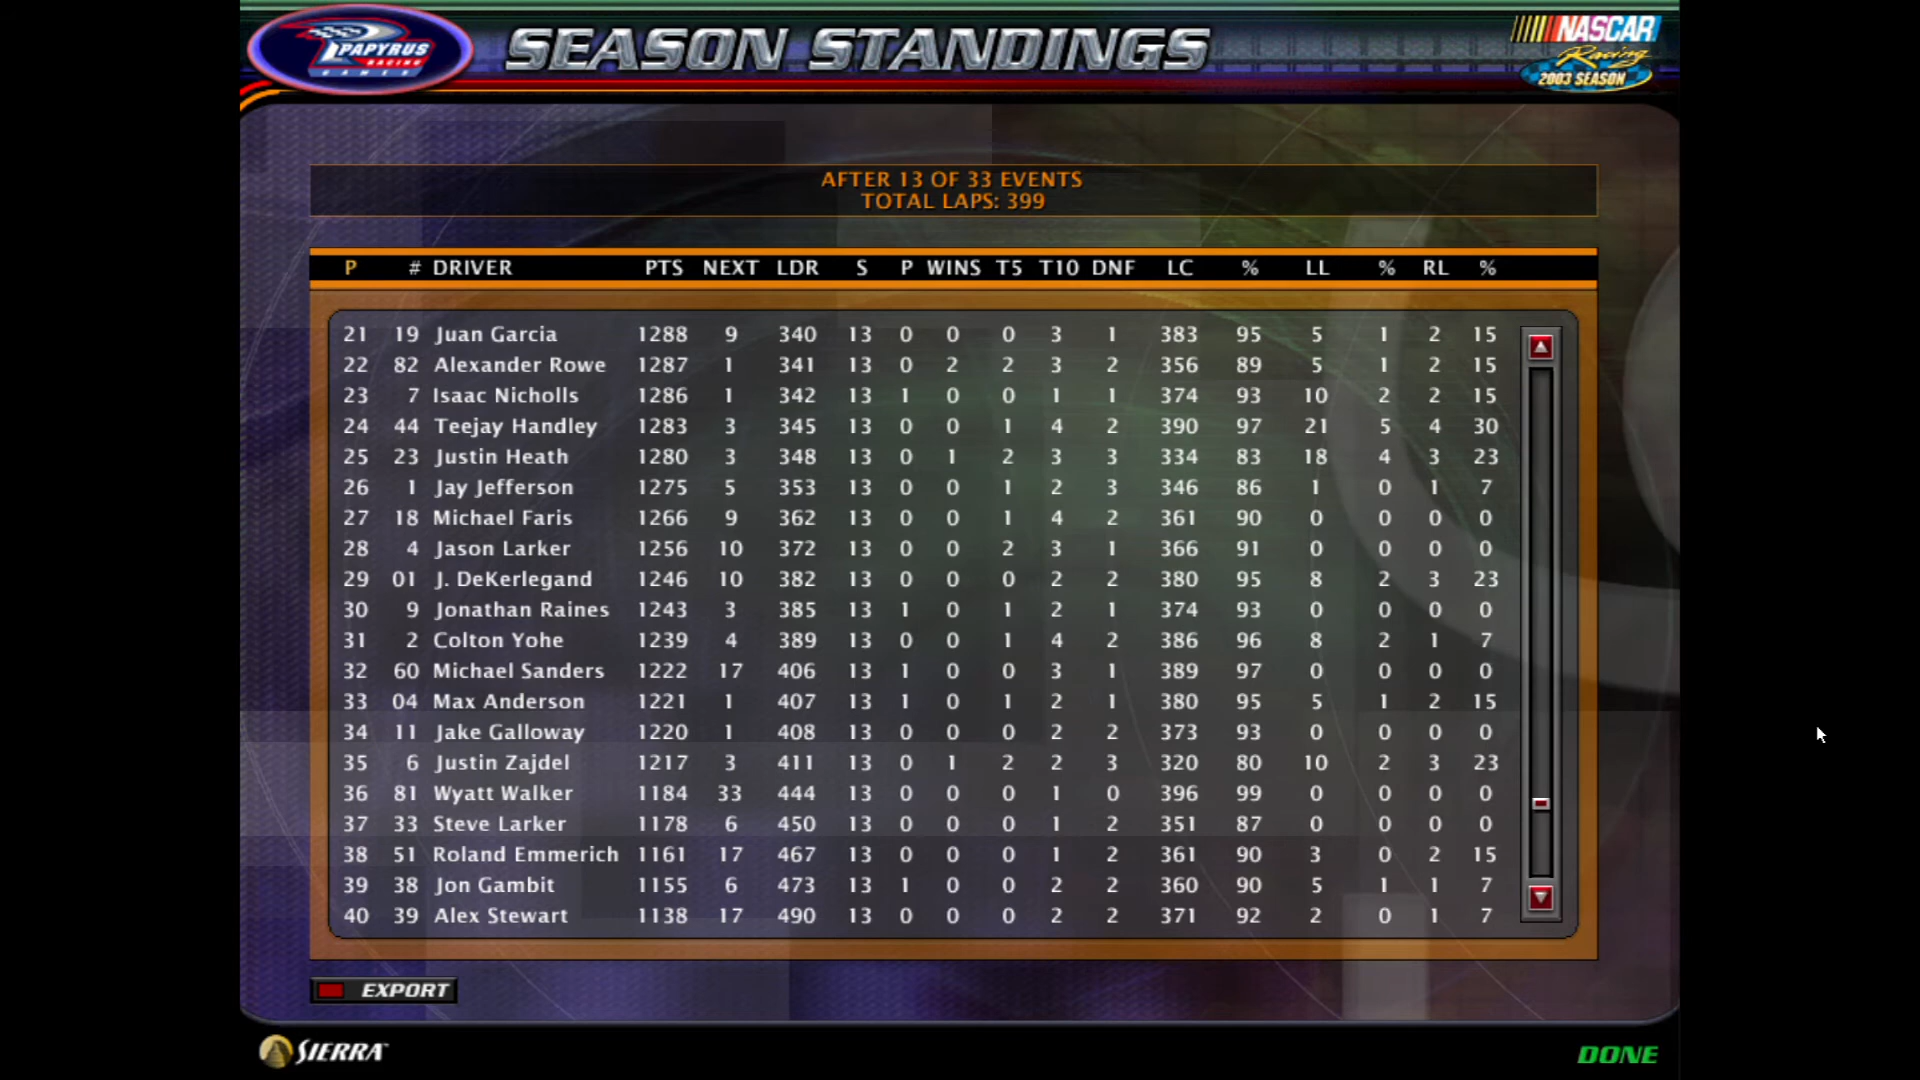 PAPYRUS
RACING
GAMES
SEASON STANDINGS
NASCAR
Racing
2003 SEASON
AFTER 13 OF 33 EVENTS
TOTAL LAPS: 399
P # DRIVER PTS NEXT LDR S P WINS T5 T10 DNF LC % LL % RL %
21 19 Juan Garcia 1288 9 340 13 0 0 0 3 1 383 95 5 1 2 15
22 82 Alexander Rowe 1287 1 341 13 0 2 2 3 2 356 89 5 1 2 15
23 7 Isaac Nicholls 1286 1 342 13 1 0 0 1 1 374 93 10 2 2 15
24 44 Teejay Handley 1283 3 345 13 0 0 1 4 2 390 97 21 5 4 30
25 23 Justin Heath 1280 3 348 13 0 1 2 3 3 334 83 18 4 3 23
26 1 Jay Jefferson 1275 5 353 13 0 0 1 2 3 346 86 1 0 1 7
27 18 Michael Faris 1266 9 362 13 0 0 1 4 2 361 90 0 0 0 0
28 4 Jason Larker 1256 10 372 13 0 0 2 3 1 366 91 0 0 0 0
29 01 J. DeKerlegand 1246 10 382 13 0 0 0 2 2 380 95 8 2 3 23
30 9 Jonathan Raines 1243 3 385 13 1 0 1 2 1 374 93 0 0 0 0
31 2 Colton Yohe 1239 4 389 13 0 0 1 4 2 386 96 8 2 1 7
32 60 Michael Sanders 1222 17 406 13 1 0 0 3 1 389 97 0 0 0 0
33 04 Max Anderson 1221 1 407 13 1 0 1 2 1 380 95 5 1 2 15
34 11 Jake Galloway 1220 1 408 13 0 0 0 2 2 373 93 0 0 0 0
35 6 Justin Zajdel 1217 3 411 13 0 1 2 2 3 320 80 10 2 3 23
36 81 Wyatt Walker 1184 33 444 13 0 0 0 1 0 396 99 0 0 0 0
37 33 Steve Larker 1178 6 450 13 0 0 0 1 2 351 87 0 0 0 0
38 51 Roland Emmerich 1161 17 467 13 0 0 0 1 2 361 90 3 0 2 15
39 38 Jon Gambit 1155 6 473 13 1 0 0 2 2 360 90 5 1 1 7
40 39 Alex Stewart 1138 17 490 13 0 0 0 2 2 371 92 2 0 1 7
EXPORT
SIERRA
DONE